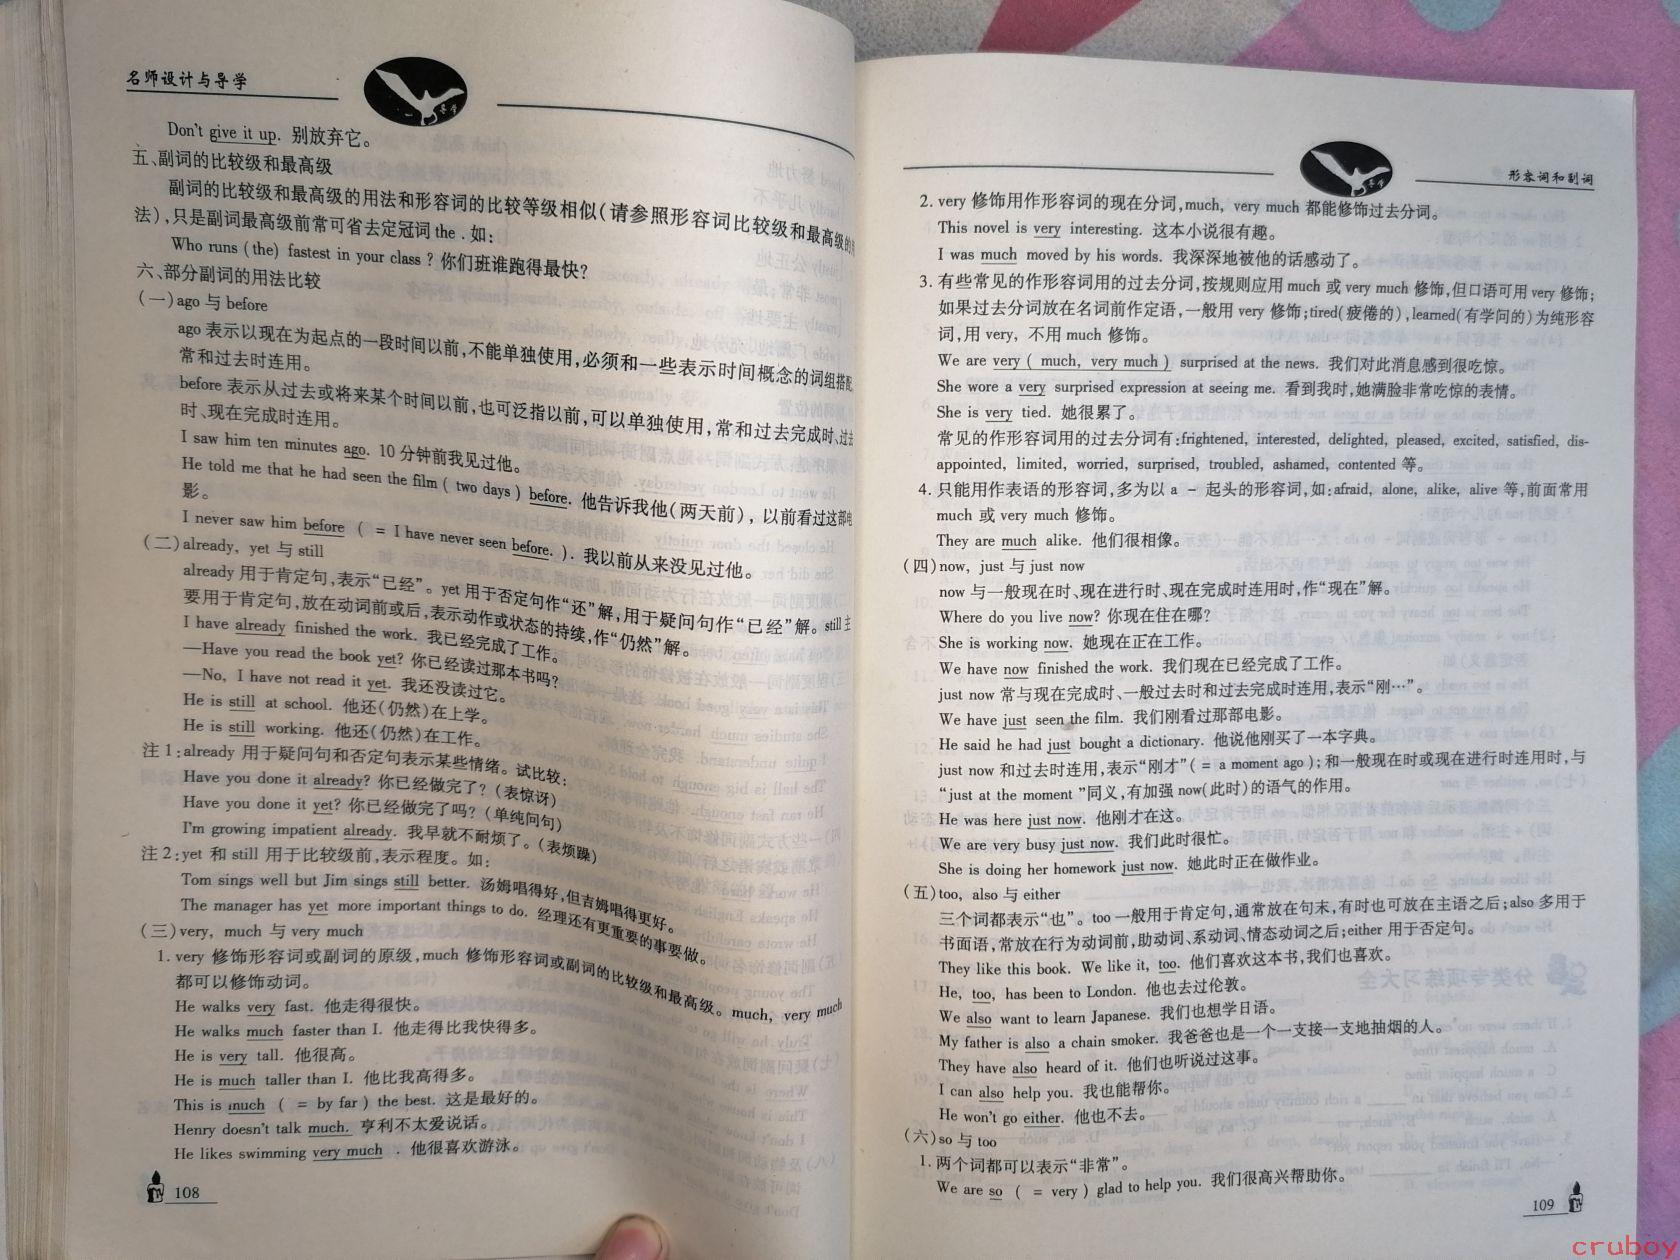 名师设计与导学
Don't give it up. 别放弃它。
五、副词的比较级和最高级
副词的比较级和最高级的用法和形容词的比较等级相似(请参照形容词比较级和最高级的用
法),只是副词最高级前常可省去定冠词 the . 如:
Who runs (the) fastest in your class ? 你们班谁跑得最快?
六、部分副词的用法比较
(一)ago 与 before
ago 表示以现在为起点的一段时间以前,不能单独使用,必须和一些表示时间概念的词组搭配,
常和过去时连用。
before 表示从过去或将来某个时间以前,也可泛指以前,可以单独使用,常和过去完成时、过去
时、现在完成时连用。
I saw him ten minutes ago. 10 分钟前我见过他。
He told me that he had seen the film ( two days ) before. 他告诉我他(两天前), 以前看过这部电
影。
I never saw him before ( = I have never seen before. ). 我以前从来没见过他。
(二)already, yet 与 still
already 用于肯定句,表示“已经”。yet 用于否定句作“还”解,用于疑问句作“已经”解。still 主
要用于肯定句,放在动词前或后,表示动作或状态的持续,作“仍然”解。
I have already finished the work. 我已经完成了工作。
—Have you read the book yet? 你已经读过那本书吗?
—No, I have not read it yet. 我还没读过它。
He is still at school. 他还(仍然)在上学。
He is still working. 他还(仍然)在工作。
注 1:already 用于疑问句和否定句表示某些情绪。试比较:
Have you done it already? 你已经做完了? (表惊讶)
Have you done it yet? 你已经做完了吗? (单纯问句)
I'm growing impatient already. 我早就不耐烦了。(表烦躁)
注 2:yet 和 still 用于比较级前,表示程度。如:
Tom sings well but Jim sings still better. 汤姆唱得好,但吉姆唱得更好。
The manager has yet more important things to do. 经理还有更重要的事要做。
(三)very, much 与 very much
1. very 修饰形容词或副词的原级,much 修饰形容词或副词的比较级和最高级。much, very much
都可以修饰动词。
He walks very fast. 他走得很快。
He walks much faster than I. 他走得比我快得多。
He is very tall. 他很高。
He is much taller than I. 他比我高得多。
This is much ( = by far ) the best. 这是最好的。
Henry doesn't talk much. 亨利不太爱说话。
He likes swimming very much . 他很喜欢游泳。
108
形容词和副词
2. very 修饰用作形容词的现在分词,much, very much 都能修饰过去分词。
This novel is very interesting. 这本小说很有趣。
I was much moved by his words. 我深深地被他的话感动了。
3. 有些常见的作形容词用的过去分词,按规则应用 much 或 very much 修饰,但口语可用 very 修饰;
如果过去分词放在名词前作定语,一般用 very 修饰;tired(疲倦的),learned(有学问的)为纯形容
词,用 very, 不用 much 修饰。
We are very ( much, very much ) surprised at the news. 我们对此消息感到很吃惊。
She wore a very surprised expression at seeing me. 看到我时,她满脸非常吃惊的表情。
She is very tied. 她很累了。
常见的作形容词用的过去分词有:frightened, interested, delighted, pleased, excited, satisfied, dis-
appointed, limited, worried, surprised, troubled, ashamed, contented 等。
4. 只能用作表语的形容词,多为以 a - 起头的形容词,如:afraid, alone, alike, alive 等,前面常用
much 或 very much 修饰。
They are much alike. 他们很相像。
(四)now, just 与 just now
now 与一般现在时、现在进行时、现在完成时连用时,作“现在”解。
Where do you live now? 你现在住在哪?
She is working now. 她现在正在工作。
We have now finished the work. 我们现在已经完成了工作。
just now 常与现在完成时、一般过去时和过去完成时连用,表示“刚…”。
We have just seen the film. 我们刚看过那部电影。
He said he had just bought a dictionary. 他说他刚买了一本字典。
just now 和过去时连用,表示“刚才”( = a moment ago );和一般现在时或现在进行时连用时,与
“just at the moment ”同义,有加强 now(此时)的语气的作用。
He was here just now. 他刚才在这。
We are very busy just now. 我们此时很忙。
She is doing her homework just now. 她此时正在做作业。
(五)too, also 与 either
三个词都表示“也”。too 一般用于肯定句,通常放在句末,有时也可放在主语之后;also 多用于
书面语,常放在行为动词前,助动词、系动词、情态动词之后;either 用于否定句。
They like this book. We like it, too. 他们喜欢这本书,我们也喜欢。
He, too, has been to London. 他也去过伦敦。
We also want to learn Japanese. 我们也想学日语。
My father is also a chain smoker. 我爸爸也是一个一支接一支地抽烟的人。
They have also heard of it. 他们也听说过这事。
I can also help you. 我也能帮你。
He won't go either. 他也不去。
(六)so 与 too
1. 两个词都可以表示“非常”。
We are so ( = very ) glad to help you. 我们很高兴帮助你。
109
cruboy